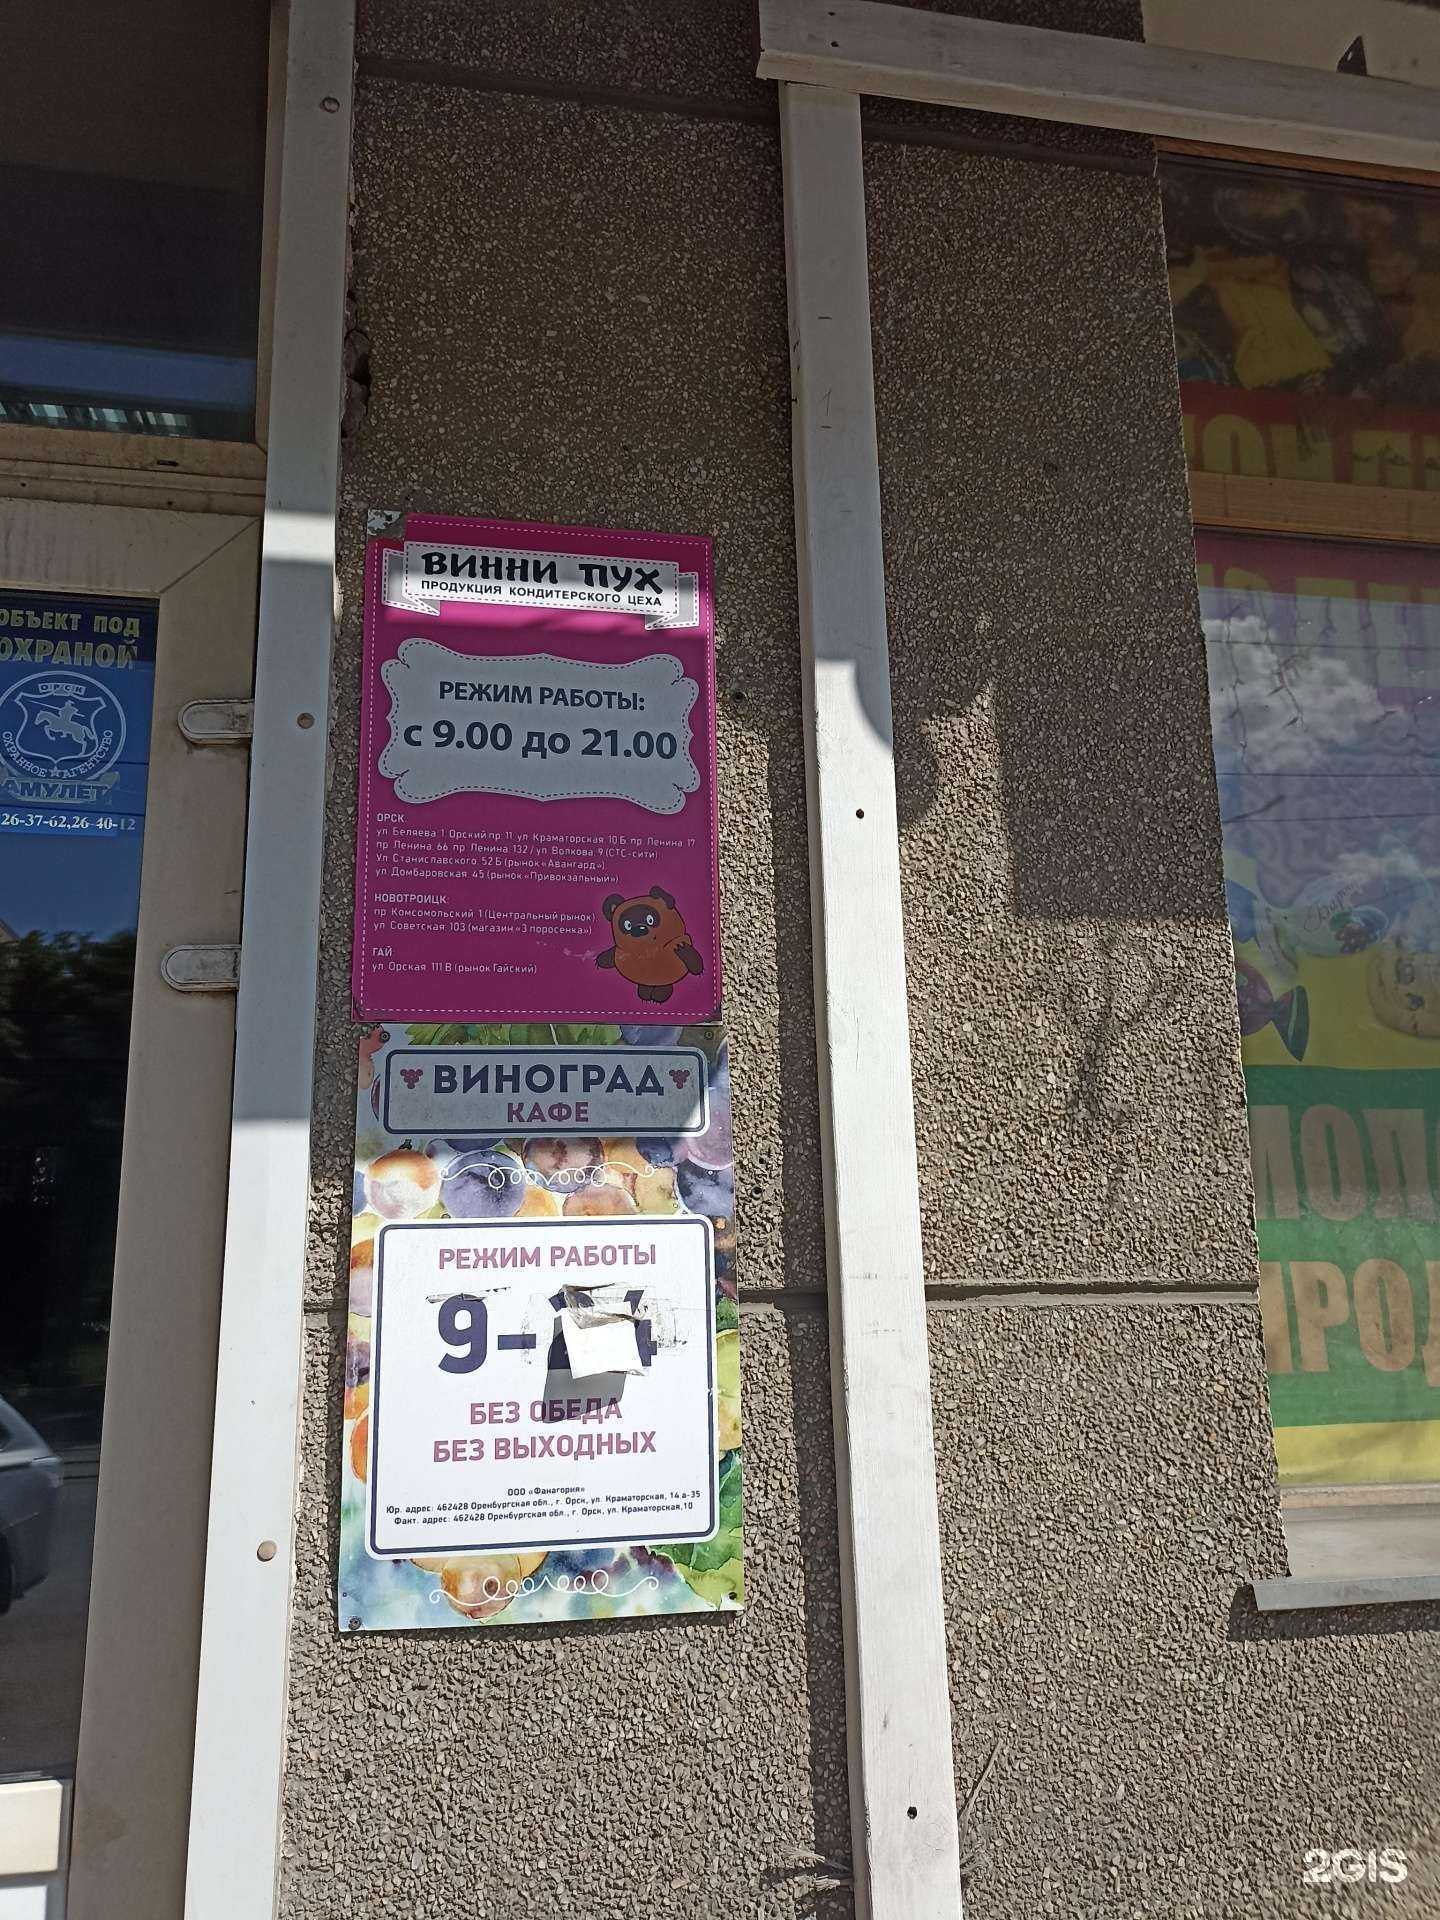 ВИННИ ПУХ
ПРОДУКЦИЯ КОНДИТЕРСКОГО ЦЕХА
РЕЖИМ РАБОТЫ:
с 9.00 до 21.00
ОРСК
ул Беляева 1 Орский пр 11 ул Краматорская 10 Б пр Ленина 17
пр Ленина 66 пр Ленина 132 / ул Волкова 9 (СТС-сити)
Ул Станиславского 52 Б (рынок «Авангард»)
ул Домбаровская 45 (рынок «Привокзальный»)
НОВОТРОИЦК:
пр Комсомольский 1 (Центральный рынок)
ул Советская 103 (магазин «3 поросенка»)
ГАЙ:
ул Орская 111 В (рынок Гайский)
ВИНОГРАД
КАФЕ
РЕЖИМ РАБОТЫ
9-24
БЕЗ ОБЕДА
БЕЗ ВЫХОДНЫХ
ООО «Фанагория»
Юр. адрес: 462428 Оренбургская обл., г. Орск, ул. Краматорская, 14 а-35
Факт. адрес: 462428 Оренбургская обл., г. Орск, ул. Краматорская,10
ОБЪЕКТ ПОД
ОХРАНОЙ
ОРСК
ОХРАННОЕ АГЕНТСТВО
АМУЛЕТ
26-37-62,26-40-12
МОЛ
ПРОД
2GIS